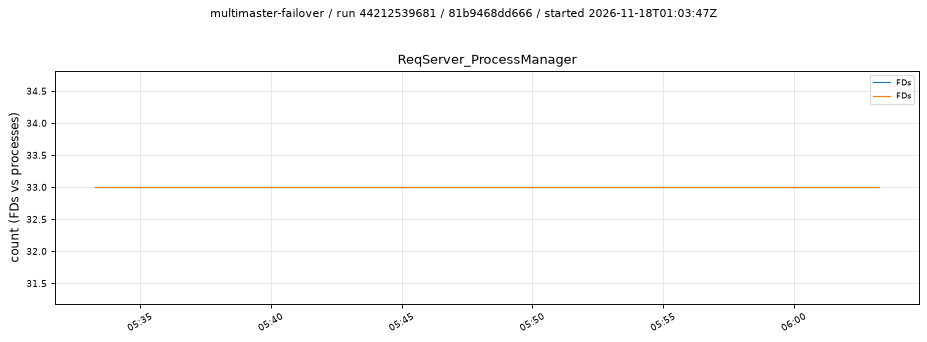 multimaster-failover / run 44212539681 / 81b9468dd666 / started 2026-11-18T01:03:47Z
ReqServer_ProcessManager
FDs
FDs
count (FDs vs processes)
34.5
34.0
33.5
33.0
32.5
32.0
31.5
05:35
05:40
05:45
05:50
05:55
06:00